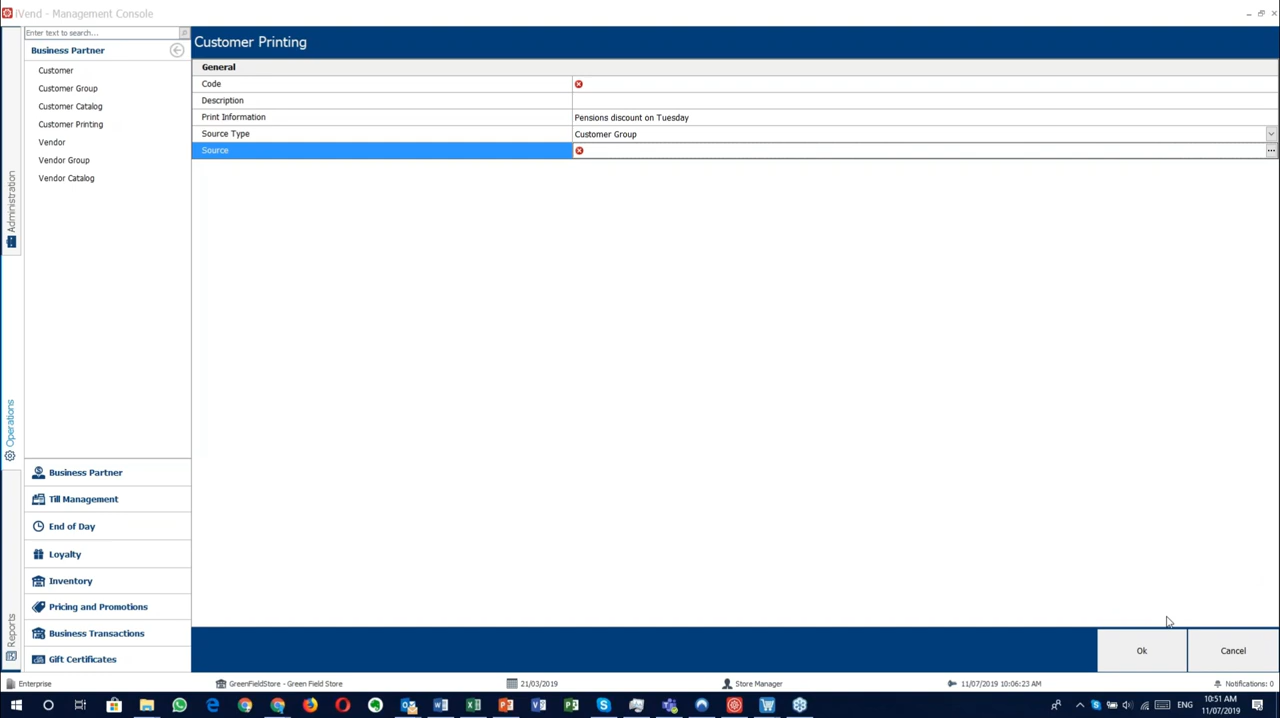 iVend - Management Console
Enter text to search...
Business Partner
Customer
Customer Group
Customer Catalog
Customer Printing
Vendor
Vendor Group
Vendor Catalog
Administration
Operations
Reports
Business Partner
Till Management
End of Day
Loyalty
Inventory
Pricing and Promotions
Business Transactions
Gift Certificates
Customer Printing
General
Code
Description
Print Information Pensions discount on Tuesday
Source Type Customer Group
Source
Ok Cancel
Enterprise GreenFieldStore - Green Field Store 21/03/2019 Store Manager 11/07/2019 10:06:23 AM Notifications: 0
ENG
10:51 AM
11/07/2019